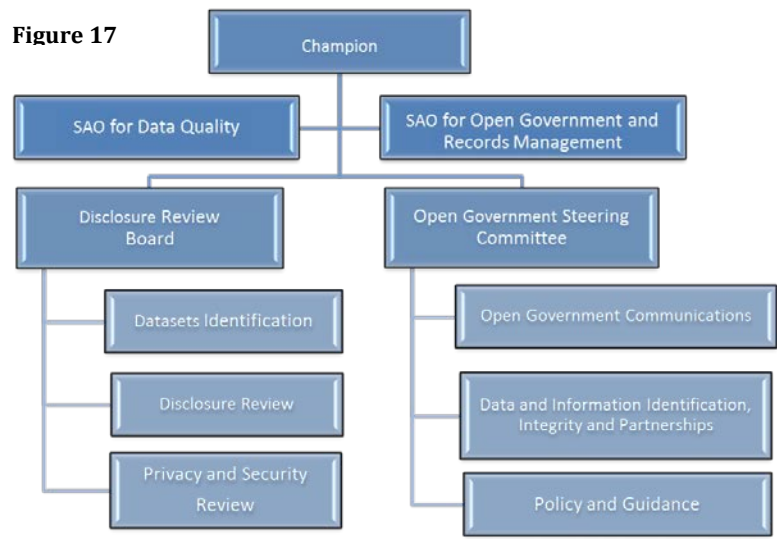 Figure 17
Champion
SAO for Data Quality
SAO for Open Government and
Records Management
Disclosure Review
Board
Open Government Steering
Committee
Datasets Identification
Disclosure Review
Privacy and Security
Review
Open Government Communications
Data and Information Identification,
Integrity and Partnerships
Policy and Guidance